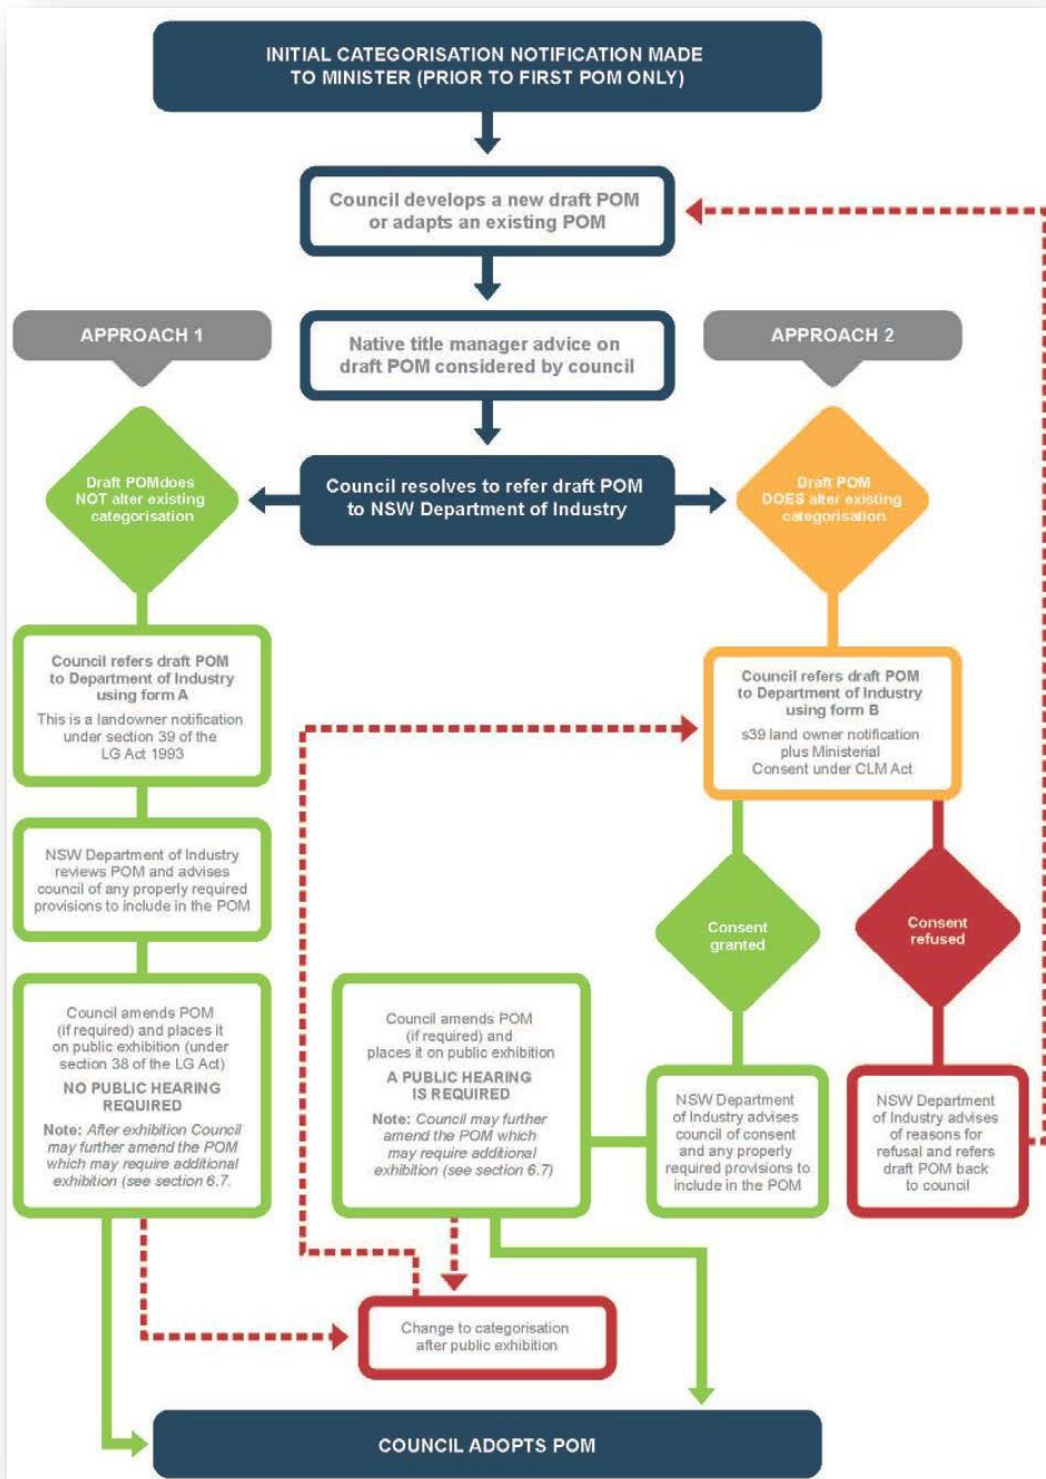 INITIAL CATEGORISATION NOTIFICATION MADE
TO MINISTER (PRIOR TO FIRST POM ONLY)
Council develops a new draft POM
or adapts an existing POM
Native title manager advice on
draft POM considered by council
Council resolves to refer draft POM
to NSW Department of Industry
APPROACH 1
Draft POMdoes
NOT alter existing
categorisation
Council refers draft POM
to Department of Industry
using form A
This is a landowner notification
under section 39 of the
LG Act 1993
NSW Department of Industry
reviews POM and advises
council of any properly required
provisions to include in the POM
Council amends POM
(if required) and places it
on public exhibition (under
section 38 of the LG Act)
NO PUBLIC HEARING
REQUIRED
Note: After exhibition Council
may further amend the POM
which may require additional
exhibition (see section 6.7.
APPROACH 2
Draft POM
DOES alter existing
categorisation
Council refers draft POM
to Department of Industry
using form B
s39 land owner notification
plus Ministerial
Consent under CLM Act
Consent
granted
Consent
refused
NSW Department
of Industry advises
council of consent
and any properly
required provisions to
include in the POM
NSW Department
of Industry advises
of reasons for
refusal and refers
draft POM back
to council
Council amends POM
(if required) and
places it on public exhibition
A PUBLIC HEARING
IS REQUIRED
Note: Council may further
amend the POM which
may require additional
exhibition (see section 6.7)
Change to categorisation
after public exhibition
COUNCIL ADOPTS POM